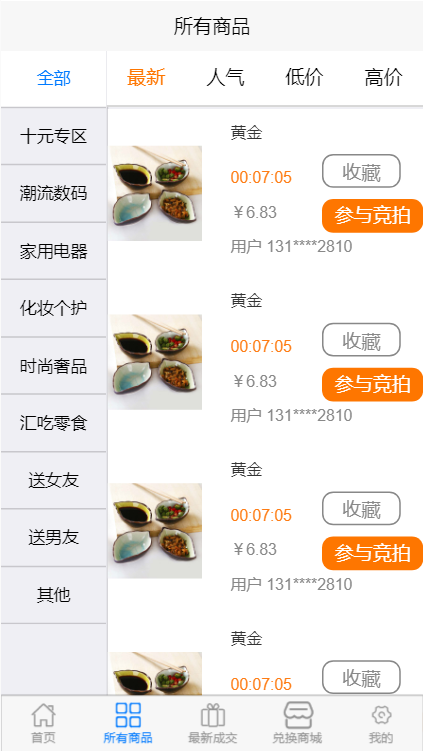 所有商品
全部
最新 人气 低价 高价
十元专区
潮流数码
家用电器
化妆个护
时尚奢品
汇吃零食
送女友
送男友
其他
黄金
00:07:05 收藏
￥6.83 参与竞拍
用户 131****2810
黄金
00:07:05 收藏
￥6.83 参与竞拍
用户 131****2810
黄金
00:07:05 收藏
￥6.83 参与竞拍
用户 131****2810
黄金
00:07:05 收藏
首页 所有商品 最新成交 兑换商城 我的